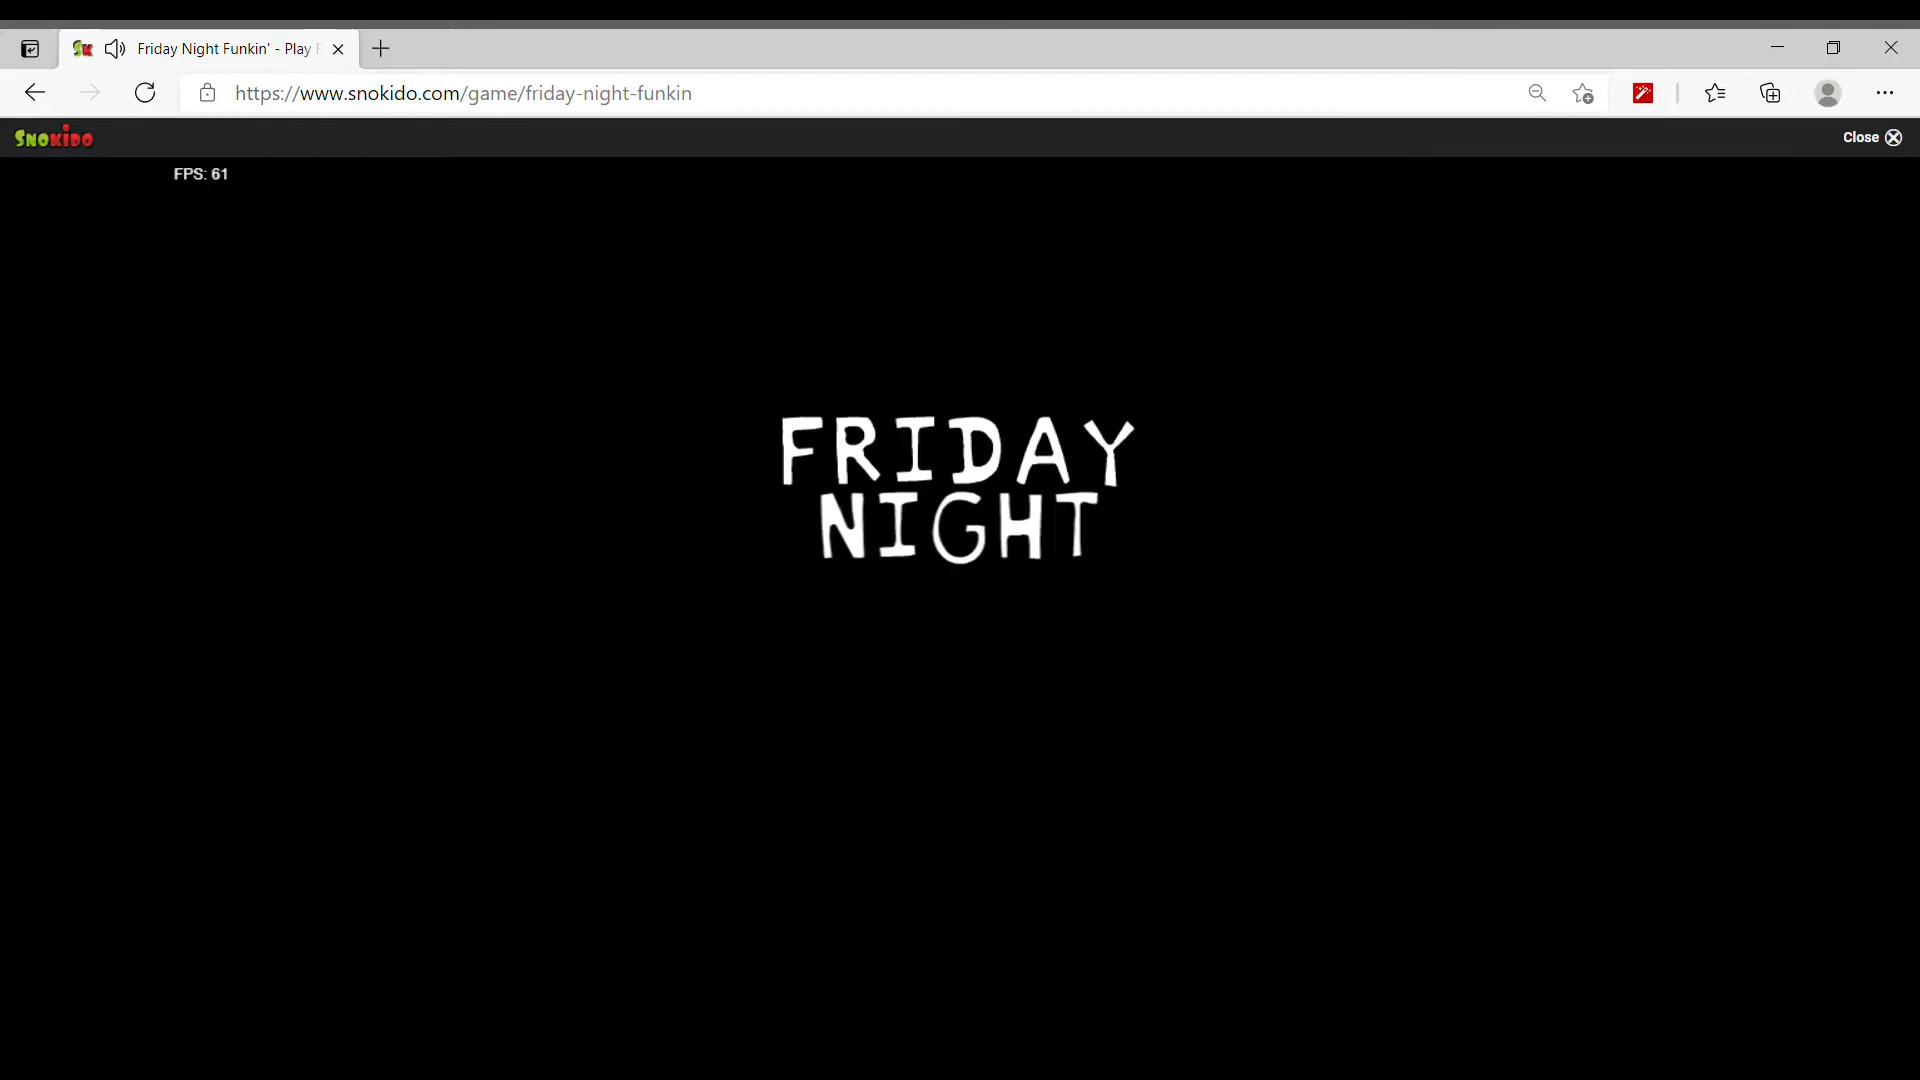 Friday Night Funkin' - Play F
https://www.snokido.com/game/friday-night-funkin
SNOKIDO
Close
FPS: 61
FRIDAY
NIGHT